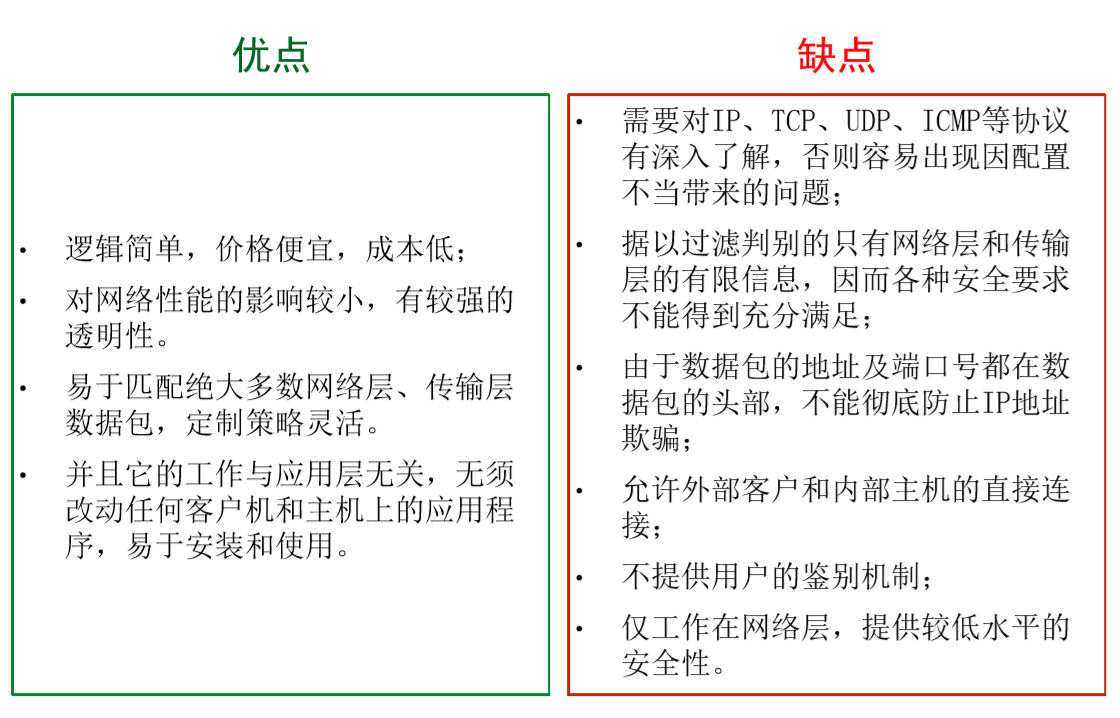 优点
· 逻辑简单，价格便宜，成本低；
· 对网络性能的影响较小，有较强的
透明性。
· 易于匹配绝大多数网络层、传输层
数据包，定制策略灵活。
· 并且它的工作与应用层无关，无须
改动任何客户机和主机上的应用程
序，易于安装和使用。
缺点
· 需要对IP、TCP、UDP、ICMP等协议
有深入了解，否则容易出现因配置
不当带来的问题；
· 据以过滤判别的只有网络层和传输
层的有限信息，因而各种安全要求
不能得到充分满足；
· 由于数据包的地址及端口号都在数
据包的头部，不能彻底防止IP地址
欺骗；
· 允许外部客户和内部主机的直接连
接；
· 不提供用户的鉴别机制；
· 仅工作在网络层，提供较低水平的
安全性。